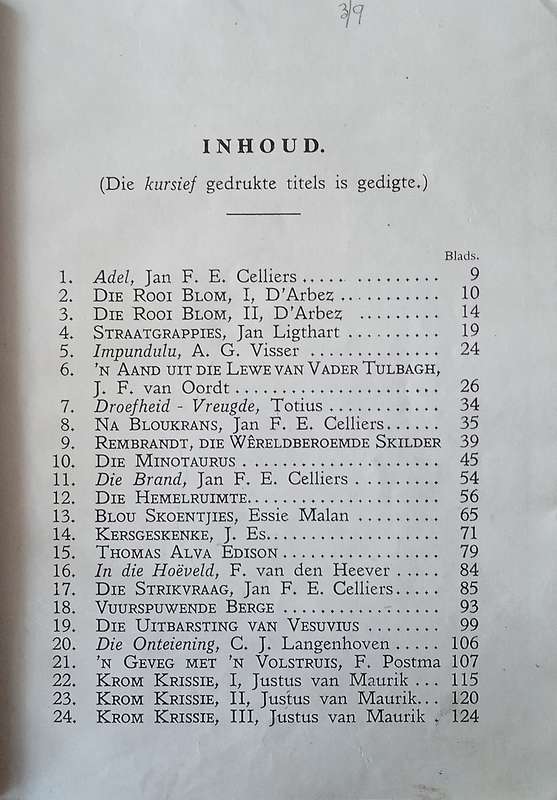 3/9
INHOUD.
(Die kursief gedrukte titels is gedigte.)
Blads.
1. Adel, Jan F. E. Celliers ................ 9
2. DIE ROOI BLOM, I, D'Arbez ........... 10
3. DIE ROOI BLOM, II, D'Arbez ......... 14
4. STRAATGRAPPIES, Jan Ligthart .......... 19
5. Impundulu, A. G. Visser .............. 24
6. 'N AAND UIT DIE LEWE VAN VADER TULBAGH,
J. F. van Oordt ............ 26
7. Droefheid - Vreugde, Totius ............ 34
8. NA BLOUKRANS, Jan F. E. Celliers...... 35
9. REMBRANDT, DIE WÊRELDBEROEMDE SKILDER 39
10. DIE MINOTAURUS .................... 45
11. Die Brand, Jan F. E. Celliers ......... 54
12. DIE HEMELRUIMTE.................... 56
13. BLOU SKOENTJIES, Essie Malan ......... 65
14. KERSGESKENKE, J. Es.................. 71
15. THOMAS ALVA EDISON................ 79
16. In die Hoëveld, F. van den Heever ..... 84
17. DIE STRIKVRAAG, Jan F. E. Celliers..... 85
18. VUURSPUWENDE BERGE ................ 93
19. DIE UITBARSTING VAN VESUVIUS ........ 99
20. Die Onteiening, C. J. Langenhoven ..... 106
21. 'N GEVEG MET 'N VOLSTRUIS, F. Postma 107
22. KROM KRISSIE, I, Justus van Maurik ... 115
23. KROM KRISSIE, II, Justus van Maurik... 120
24. KROM KRISSIE, III, Justus van Maurik . 124